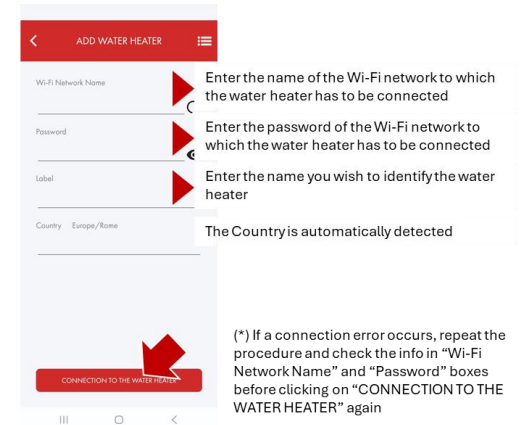 ADD WATER HEATER
Wi-Fi Network Name
Enter the name of the Wi-Fi network to which
the water heater has to be connected
Password
Enter the password of the Wi-Fi network to
which the water heater has to be connected
Label
Enter the name you wish to identify the water
heater
Country Europe/Rome
The Country is automatically detected
(*) If a connection error occurs, repeat the
procedure and check the info in “Wi-Fi
Network Name” and “Password” boxes
before clicking on “CONNECTION TO THE
WATER HEATER” again
CONNECTION TO THE WATER HEATER